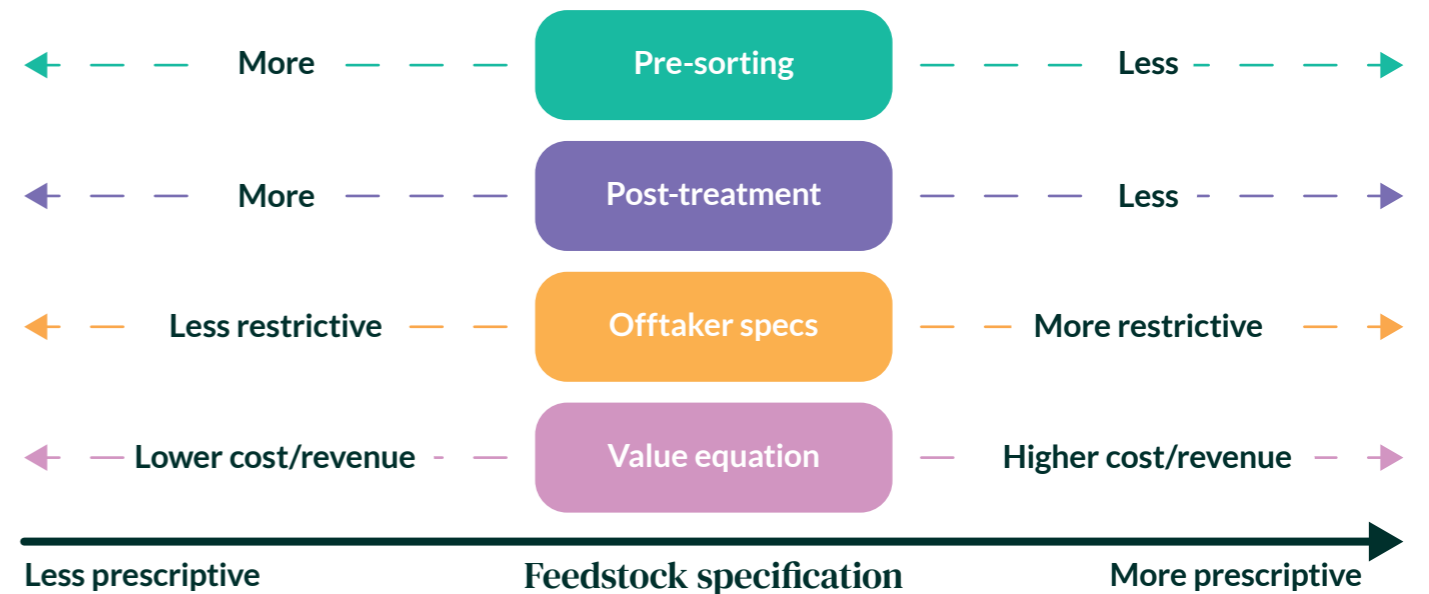 More Pre-sorting Less
More Post-treatment Less
Less restrictive Offtaker specs More restrictive
Lower cost/revenue Value equation Higher cost/revenue
Less prescriptive Feedstock specification More prescriptive